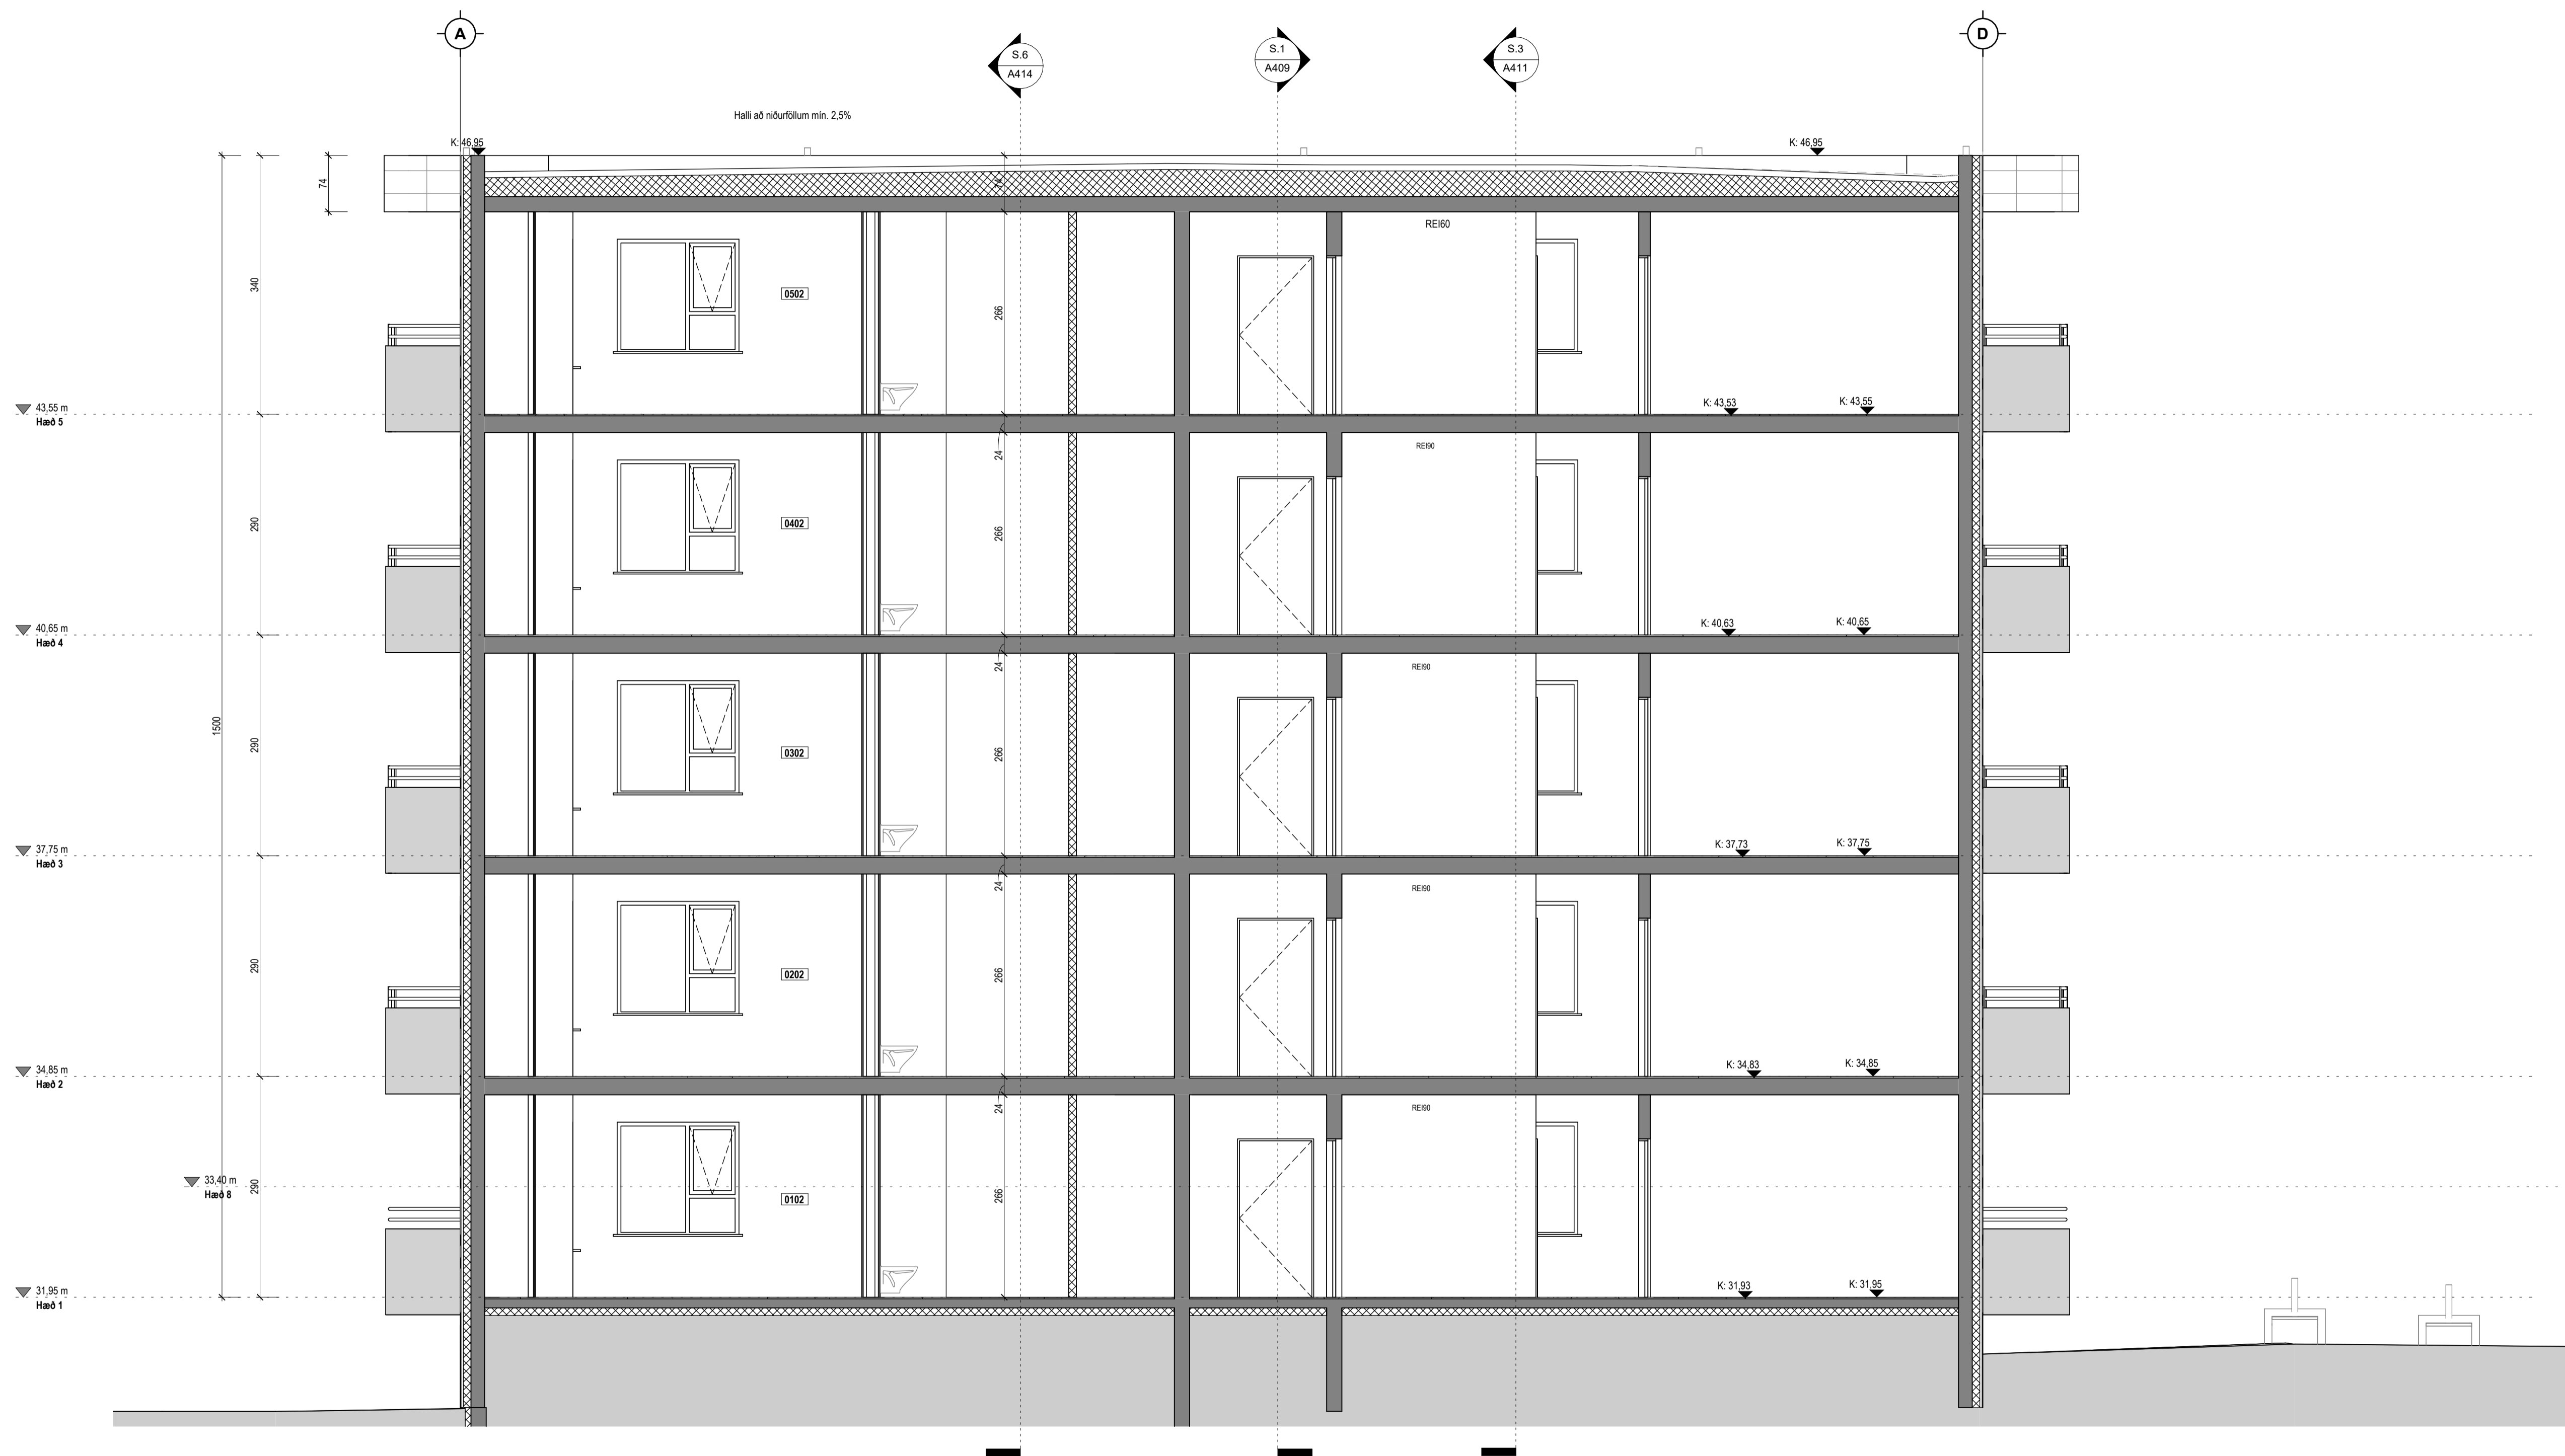 A
D
S.6
A414
S.1
A409
S.3
A411
Halli að niðurföllum mín. 2,5%
K: 46,95
K: 46,95
74
74
340
REI60
0502
266
43,55 m
Hæð 5
K: 43,53
K: 43,55
24
REI90
290
0402
266
40,65 m
Hæð 4
K: 40,63
K: 40,65
24
REI90
1500
290
0302
266
37,75 m
Hæð 3
K: 37,73
K: 37,75
24
REI90
290
0202
266
34,85 m
Hæð 2
K: 34,83
K: 34,85
24
REI90
33,40 m
Hæð 8
290
0102
266
31,95 m
Hæð 1
K: 31,93
K: 31,95